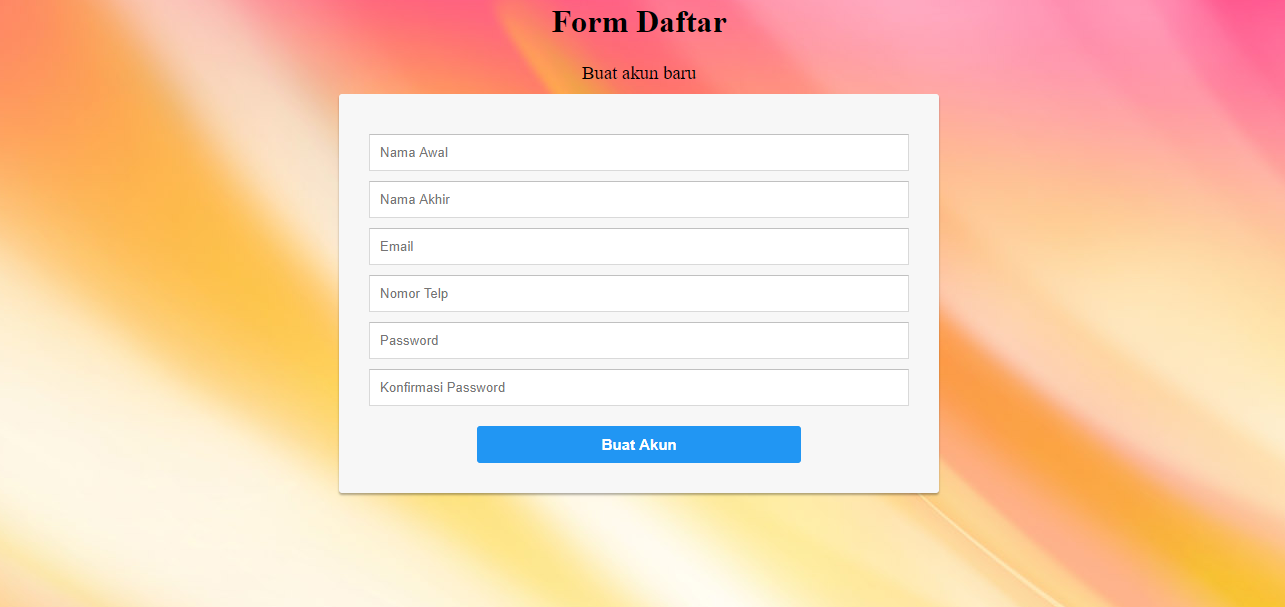 Form Daftar
Buat akun baru
Nama Awal
Nama Akhir
Email
Nomor Telp
Password
Konfirmasi Password
Buat Akun